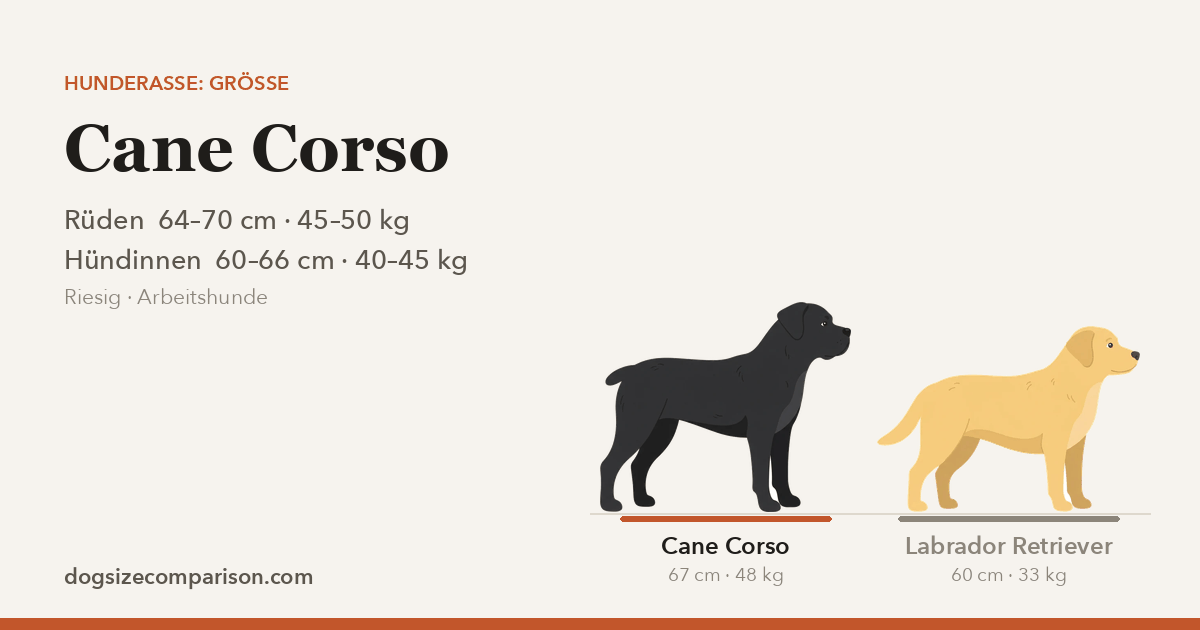 HUNDERASSE: GRÖSSE
Cane Corso
Rüden 64–70 cm · 45–50 kg
Hündinnen 60–66 cm · 40–45 kg
Riesig · Arbeitshunde
Cane Corso
67 cm · 48 kg
Labrador Retriever
60 cm · 33 kg
dogsizecomparison.com